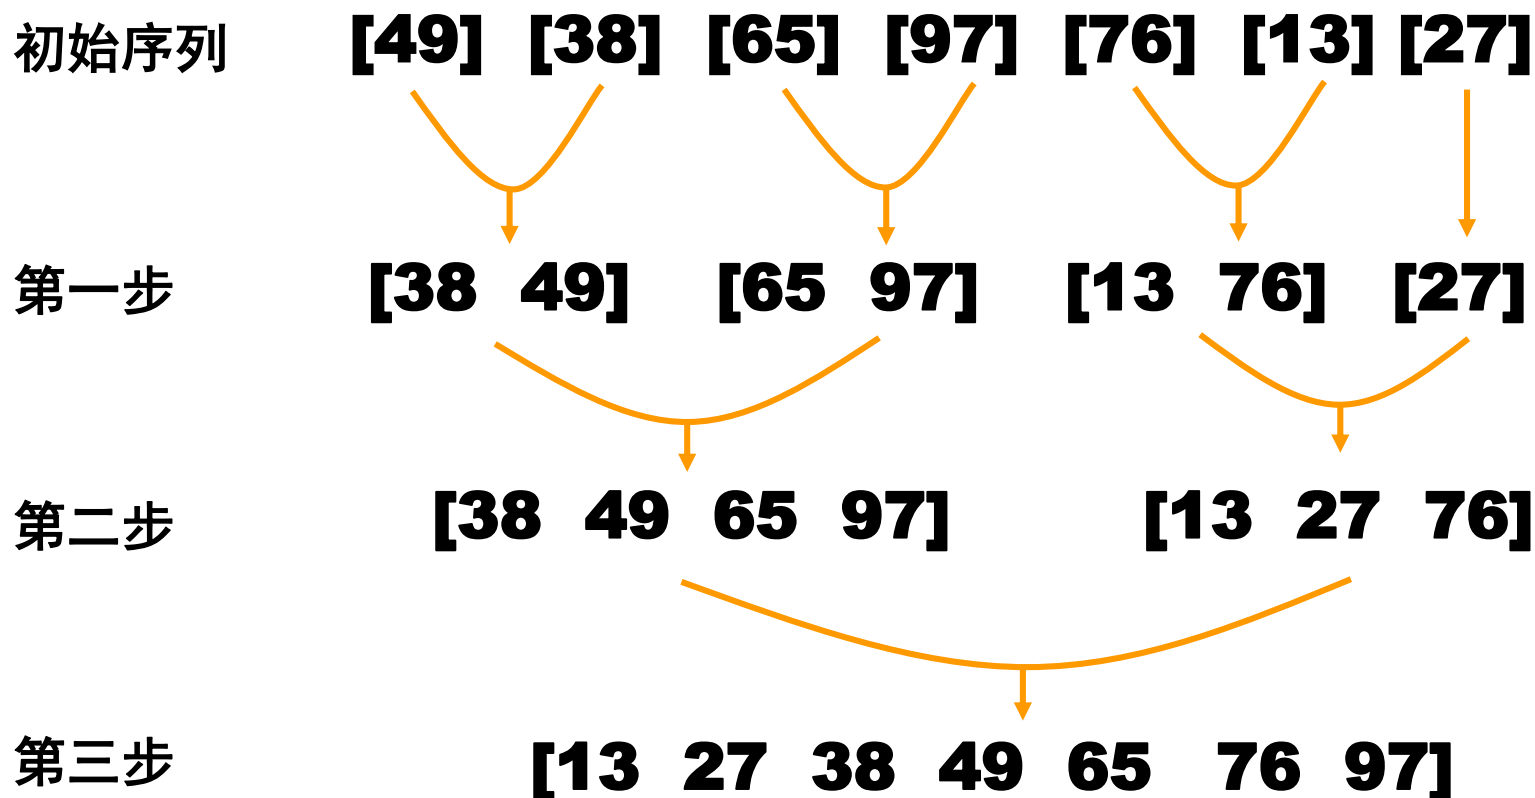 初始序列 [49] [38] [65] [97] [76] [13] [27]
第一步 [38 49] [65 97] [13 76] [27]
第二步 [38 49 65 97] [13 27 76]
第三步 [13 27 38 49 65 76 97]